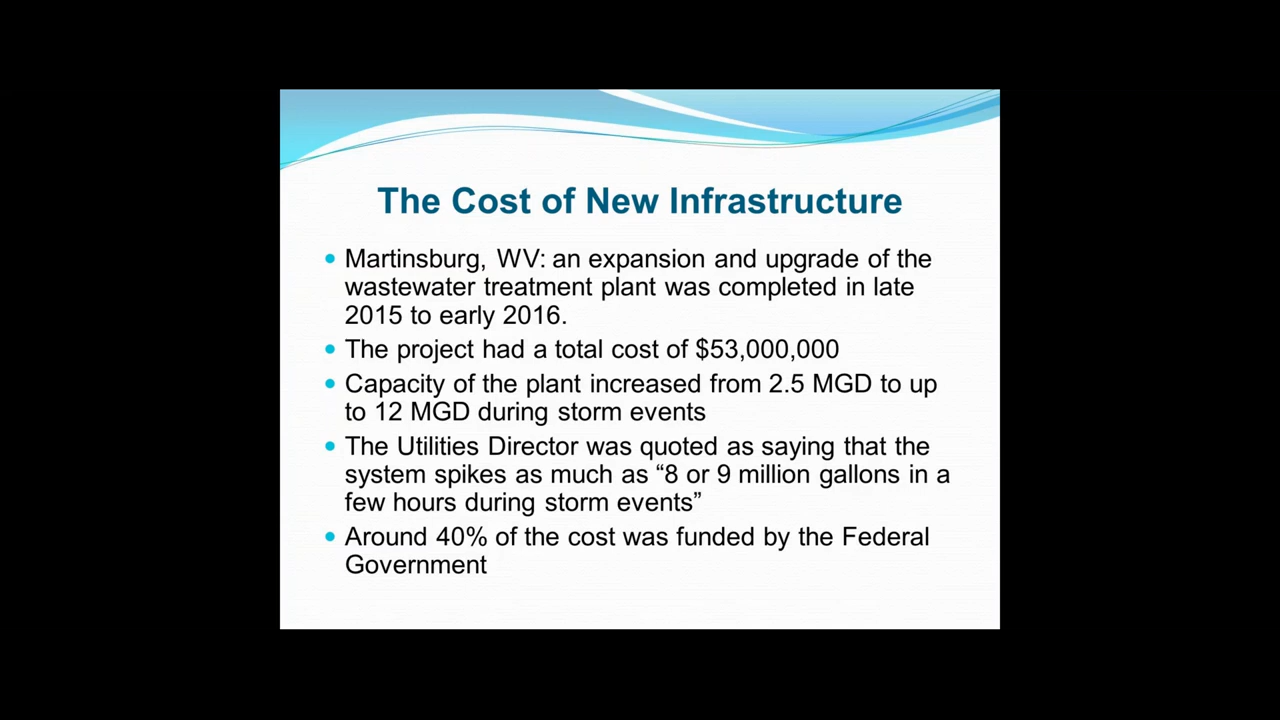 The Cost of New Infrastructure
• Martinsburg, WV: an expansion and upgrade of the
wastewater treatment plant was completed in late
2015 to early 2016.
• The project had a total cost of $53,000,000
• Capacity of the plant increased from 2.5 MGD to up
to 12 MGD during storm events
• The Utilities Director was quoted as saying that the
system spikes as much as “8 or 9 million gallons in a
few hours during storm events”
• Around 40% of the cost was funded by the Federal
Government